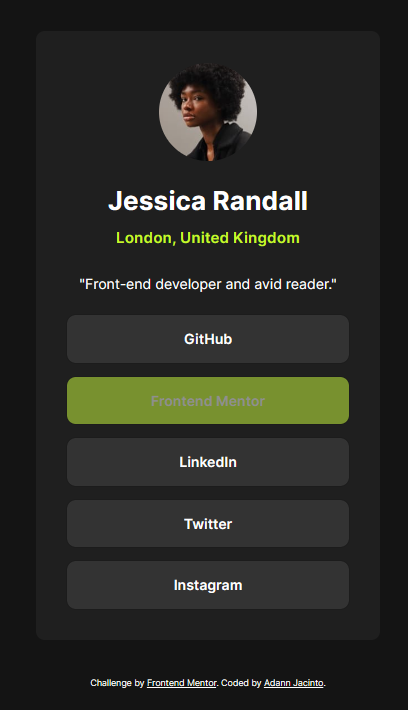 Jessica Randall
London, United Kingdom
"Front-end developer and avid reader."
GitHub
Frontend Mentor
LinkedIn
Twitter
Instagram
Challenge by Frontend Mentor. Coded by Adann Jacinto.